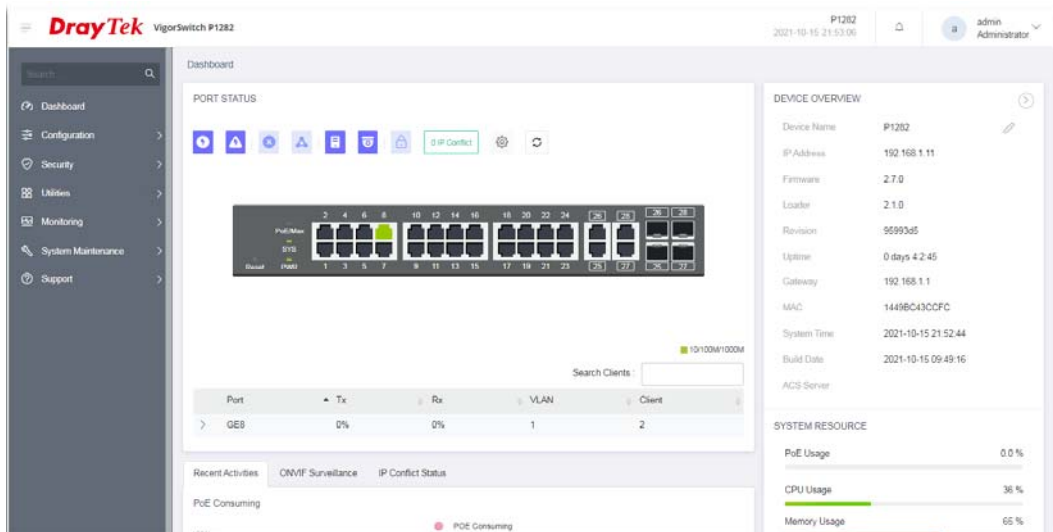 DrayTek VigorSwitch P1282
P1282
2021-10-15 21:53:06
a
admin
Administrator
Search...
Dashboard
Configuration
Security
Utilities
Monitoring
System Maintenance
Support
Dashboard
PORT STATUS
0 IP Conflict
2 4 6 8 10 12 14 16 18 20 22 24 26 28 26 28
PoE/Max
SYS
Reset PWR 1 3 5 7 9 11 13 15 17 19 21 23 25 27 25 27
10/100M/1000M
Search Clients :
Port Tx Rx VLAN Client
GE8 0% 0% 1 2
Recent Activities ONVIF Surveillance IP Conflict Status
PoE Consuming
POE Consuming
DEVICE OVERVIEW
Device Name P1282
IP Address 192.168.1.11
Firmware 2.7.0
Loader 2.1.0
Revision 95993d5
Uptime 0 days 4:2:45
Gateway 192.168.1.1
MAC 1449BC43CCFC
System Time 2021-10-15 21:52:44
Build Date 2021-10-15 09:49:16
ACS Server
SYSTEM RESOURCE
PoE Usage 0.0 %
CPU Usage 36 %
Memory Usage 65 %